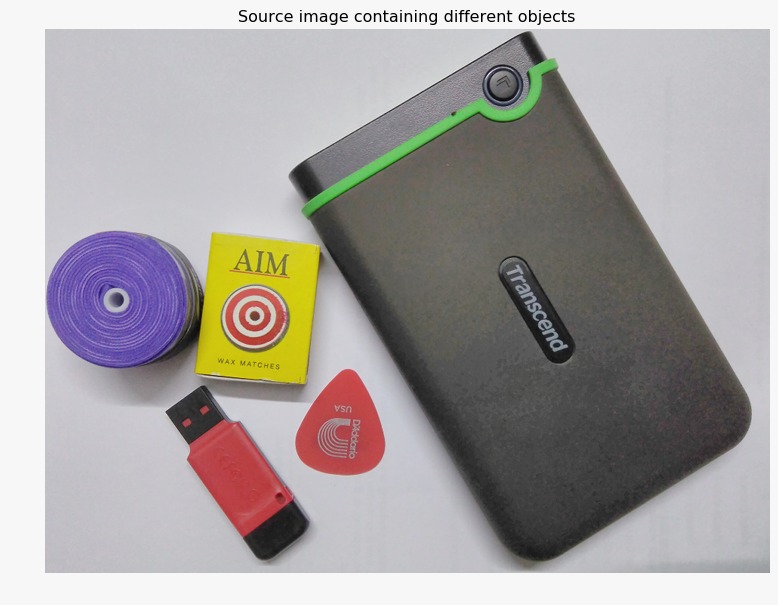 Source image containing different objects
Transcend
AIM
WAX MATCHES
USA
D'Addario